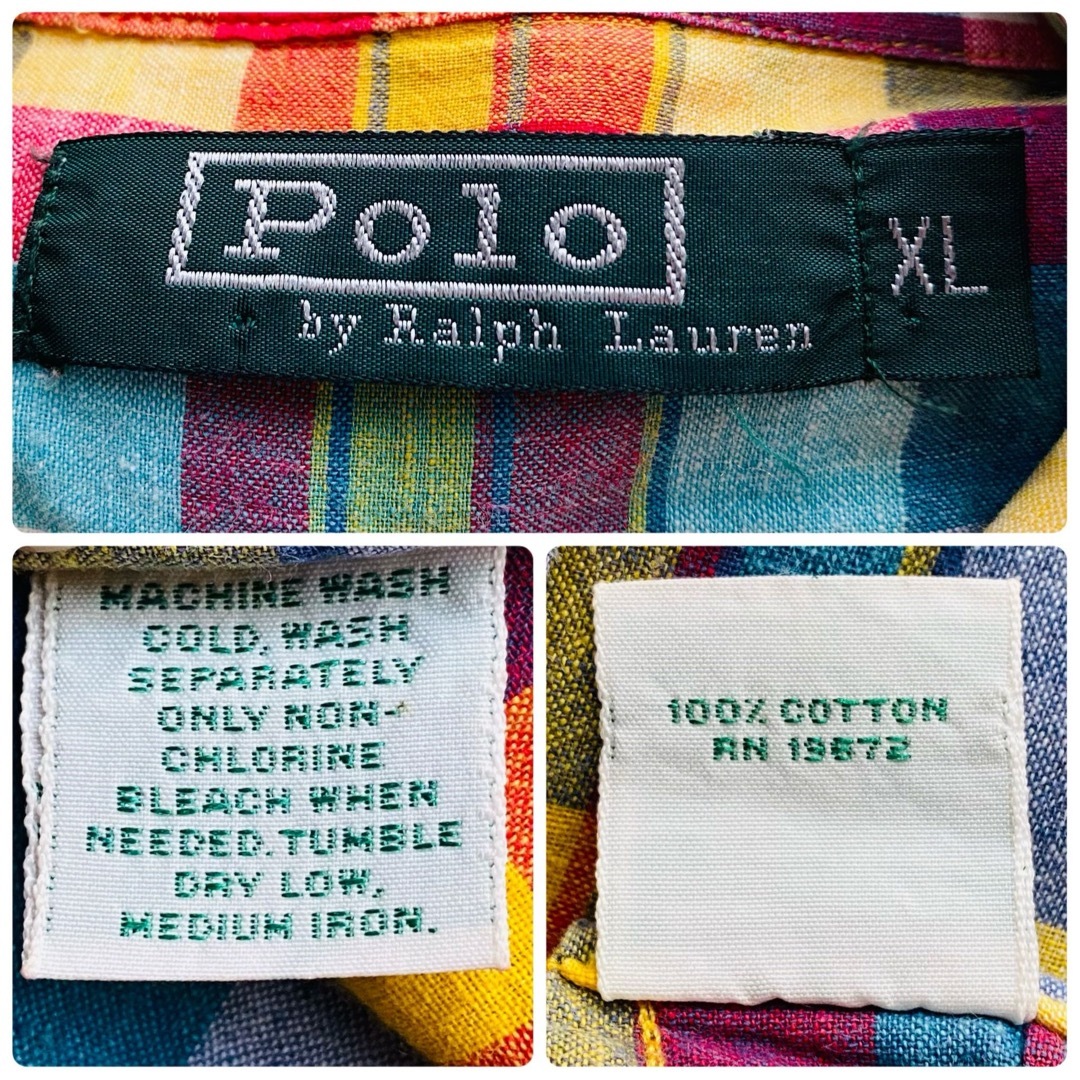 Polo
by Ralph Lauren
XL
MACHINE WASH
COLD, WASH
SEPARATELY
ONLY NON-
CHLORINE
BLEACH WHEN
NEEDED. TUMBLE
DRY LOW,
MEDIUM IRON.
100% COTTON
RN 19672